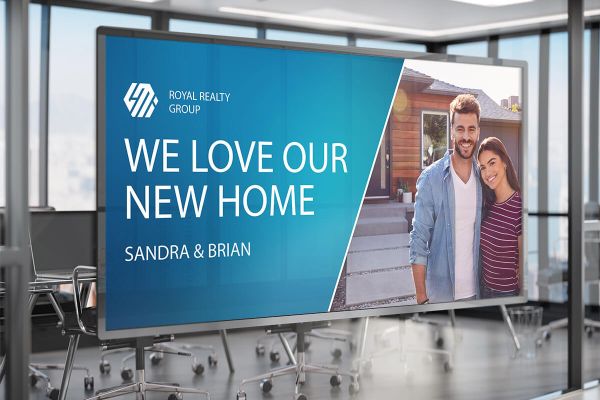 ROYAL REALTY
GROUP
WE LOVE OUR
NEW HOME
SANDRA & BRIAN